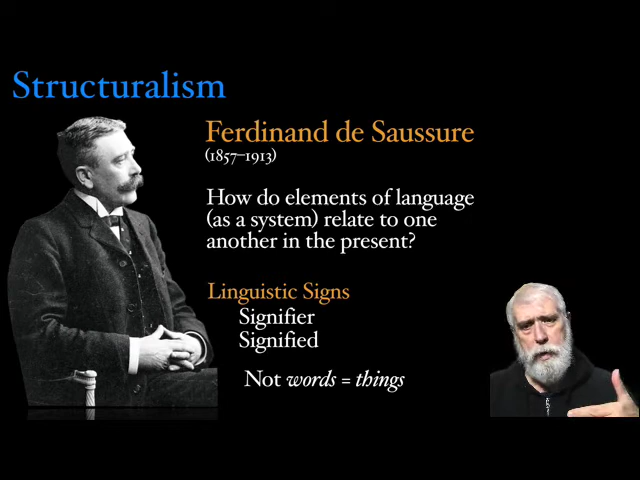 Structuralism
Ferdinand de Saussure
(1857–1913)
How do elements of language
(as a system) relate to one
another in the present?
Linguistic Signs
Signifier
Signified
Not words = things